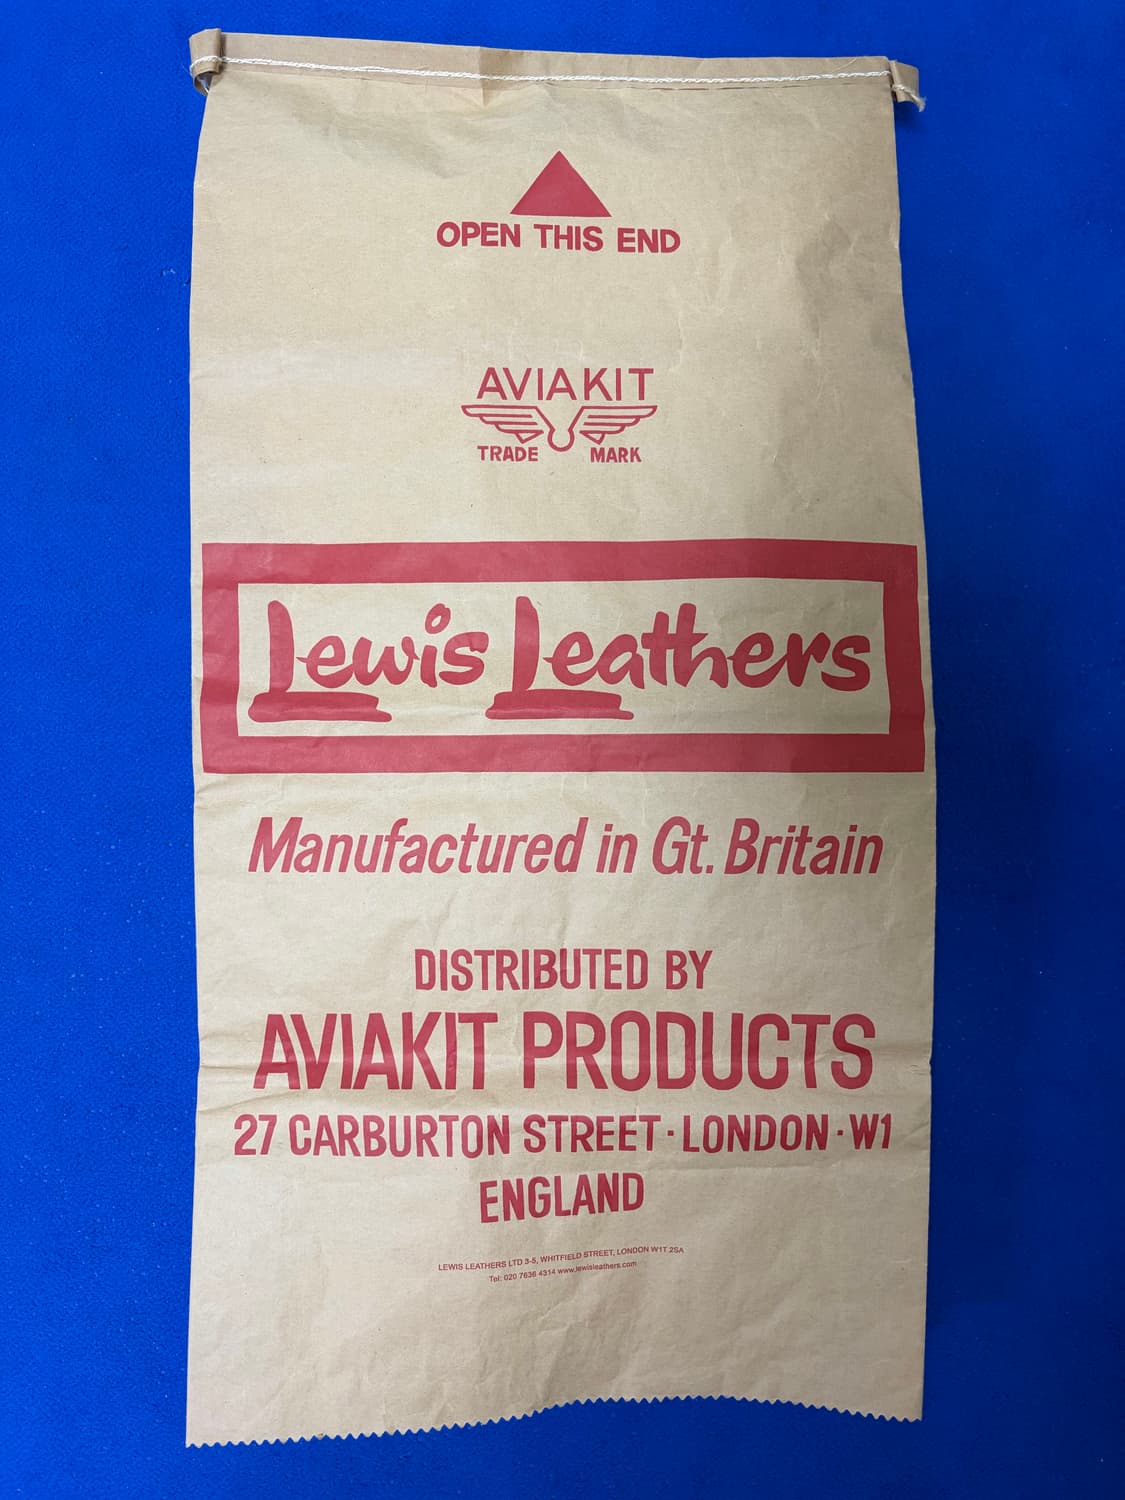 OPEN THIS END
AVIAKIT
TRADE MARK
Lewis Leathers
Manufactured in Gt. Britain
DISTRIBUTED BY
AVIAKIT PRODUCTS
27 CARBURTON STREET · LONDON · W1
ENGLAND
LEWIS LEATHERS LTD 3-5, WHITFIELD STREET, LONDON W1T 2SA
Tel: 020 7636 4314 www.lewisleathers.com